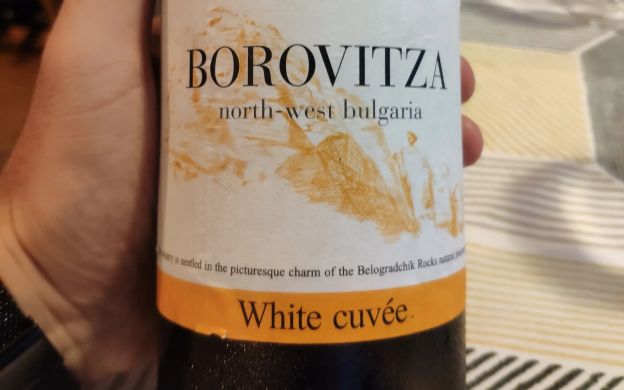 BOROVITZA
north-west bulgaria
is nestled in the picturesque charm of the Belogradchik Rocks natural
White cuvée